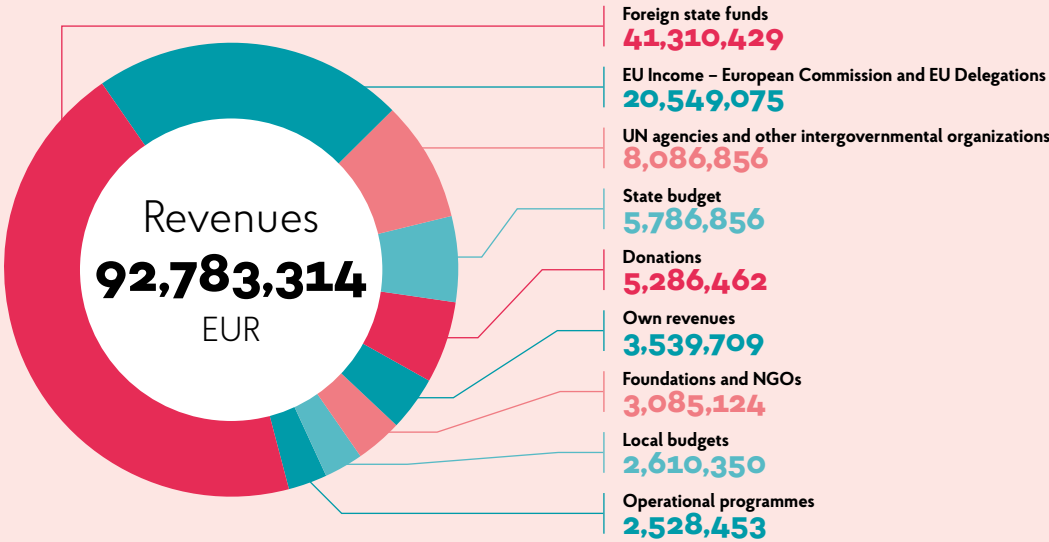 Revenues
92,783,314
EUR
Foreign state funds
41,310,429
EU Income – European Commission and EU Delegations
20,549,075
UN agencies and other intergovernmental organizations
8,086,856
State budget
5,786,856
Donations
5,286,462
Own revenues
3,539,709
Foundations and NGOs
3,085,124
Local budgets
2,610,350
Operational programmes
2,528,453